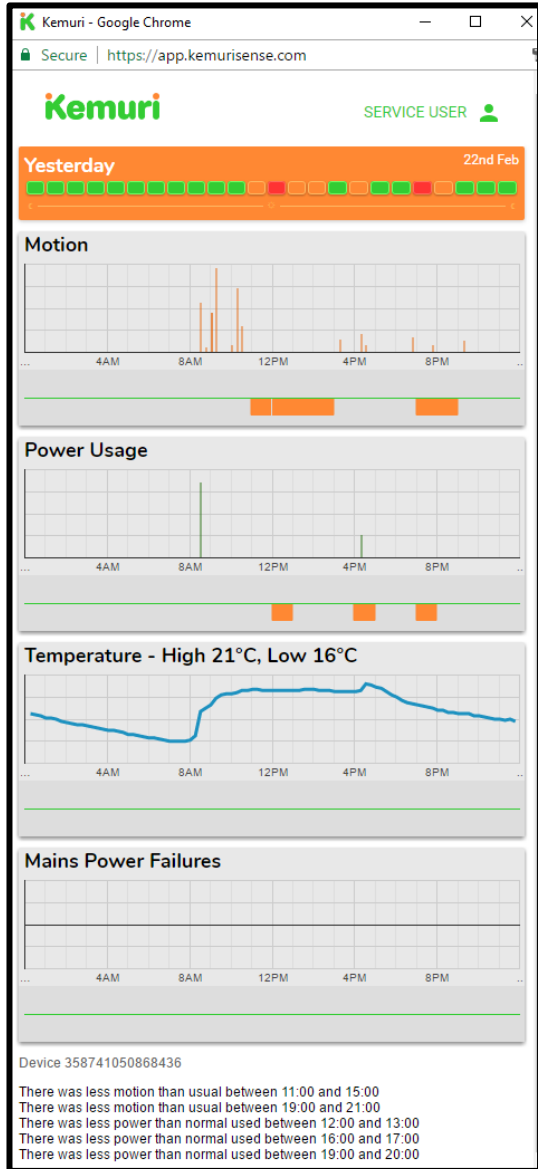 Kemuri - Google Chrome
Secure | https://app.kemurisense.com
Kemuri
SERVICE USER
Yesterday
22nd Feb
Motion
... 4AM 8AM 12PM 4PM 8PM ..
Power Usage
... 4AM 8AM 12PM 4PM 8PM ..
Temperature - High 21°C, Low 16°C
... 4AM 8AM 12PM 4PM 8PM ..
Mains Power Failures
... 4AM 8AM 12PM 4PM 8PM ..
Device 358741050868436
There was less motion than usual between 11:00 and 15:00
There was less motion than usual between 19:00 and 21:00
There was less power than normal used between 12:00 and 13:00
There was less power than normal used between 16:00 and 17:00
There was less power than normal used between 19:00 and 20:00